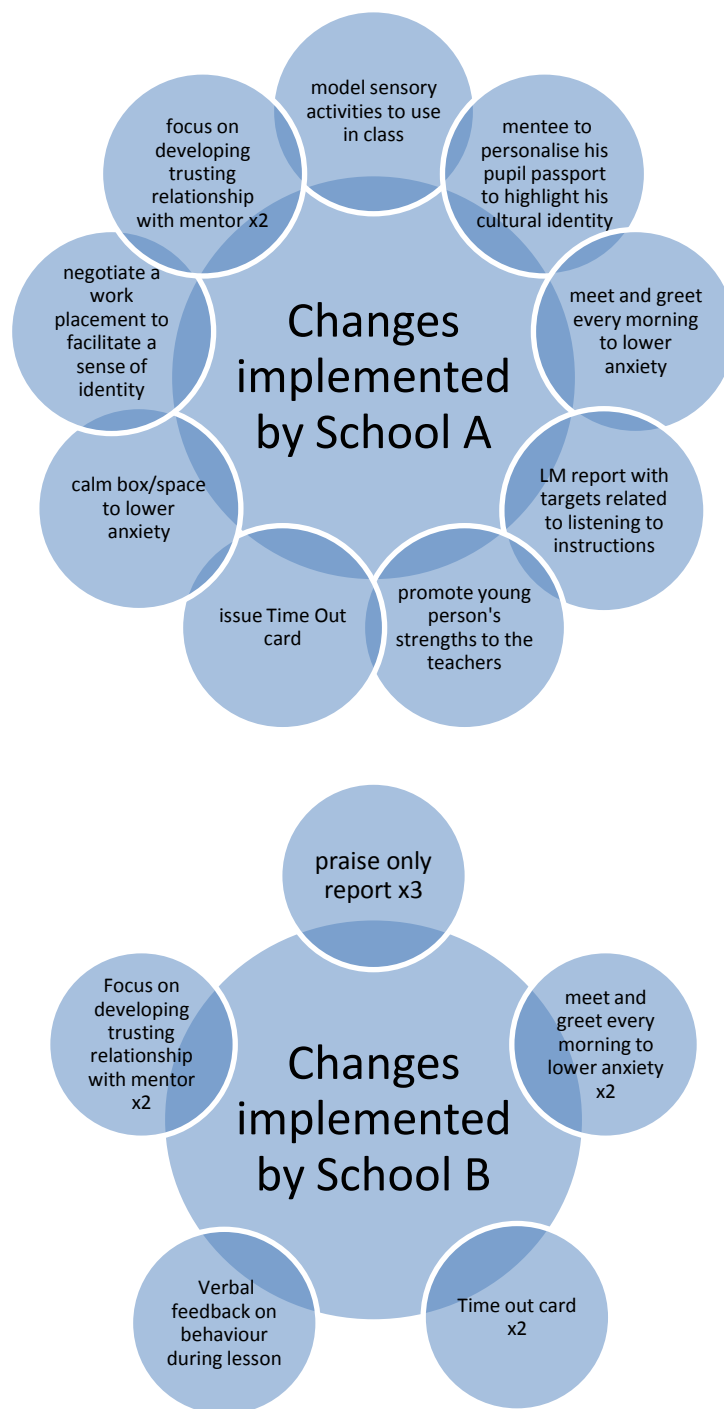 model sensory
activities to use
in class
mentee to
personalise his
pupil passport
to highlight his
cultural identity
meet and greet
every morning
to lower
anxiety
LM report with
targets related
to listening to
instructions
promote young
person's
strengths to the
teachers
issue Time Out
card
calm box/space
to lower
anxiety
negotiate a
work
placement to
facilitate a
sense of
identity
focus on
developing
trusting
relationship
with mentor x2
Changes
implemented
by School A
praise only
report x3
meet and
greet every
morning to
lower anxiety
x2
Time out card
x2
Verbal
feedback on
behaviour
during lesson
Focus on
developing
trusting
relationship
with mentor
x2
Changes
implemented
by School B